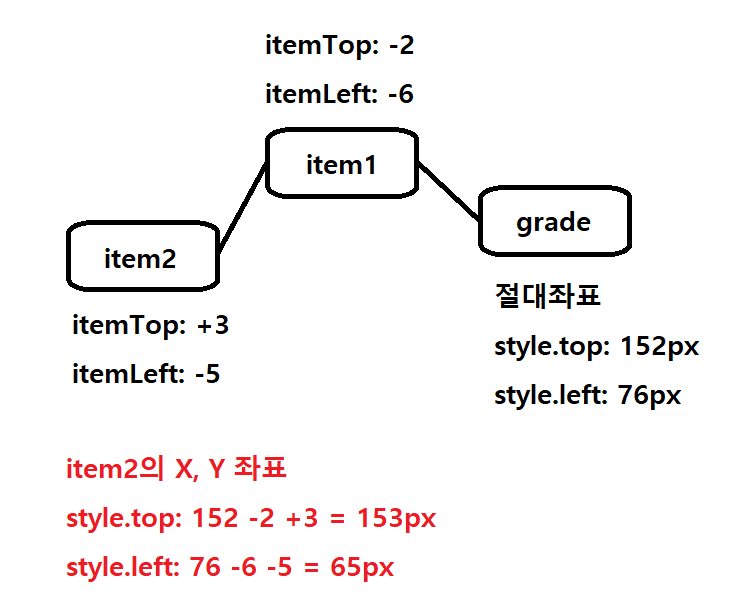 itemTop: -2
itemLeft: -6
item1
grade
item2
절대좌표
style.top: 152px
style.left: 76px
itemTop: +3
itemLeft: -5
item2의 X, Y 좌표
style.top: 152 -2 +3 = 153px
style.left: 76 -6 -5 = 65px